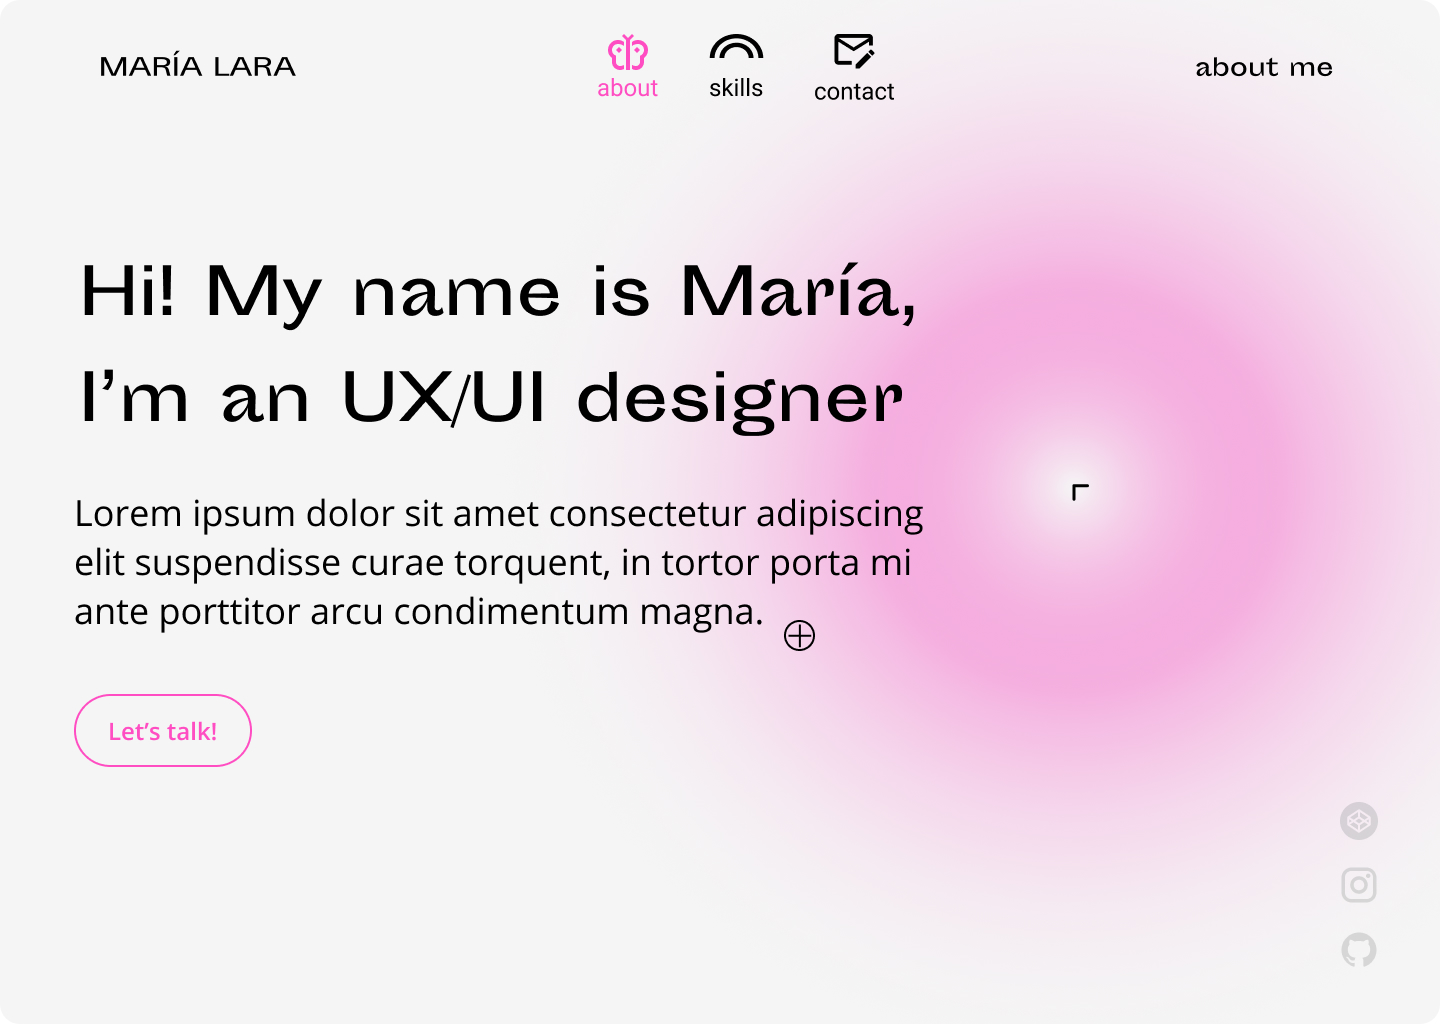 MARÍA LARA
about
skills
contact
about me
Hi! My name is María,
I’m an UX/UI designer
Lorem ipsum dolor sit amet consectetur adipiscing
elit suspendisse curae torquent, in tortor porta mi
ante porttitor arcu condimentum magna.
Let’s talk!